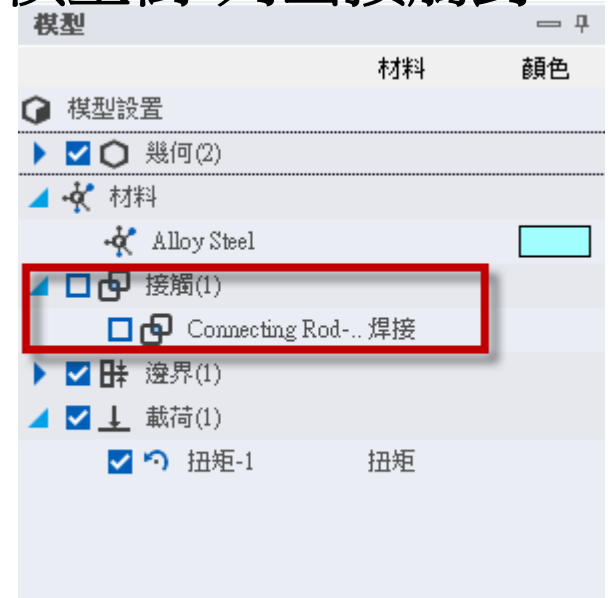 模型
材料 顏色
模型設置
幾何(2)
材料
Alloy Steel
接觸(1)
Connecting Rod-.. 焊接
邊界(1)
載荷(1)
扭矩-1 扭矩